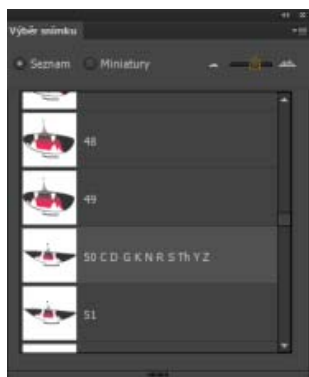 Výběr snímku
Seznam Miniatury
48
49
50 C D G K N R S Th Y Z
51